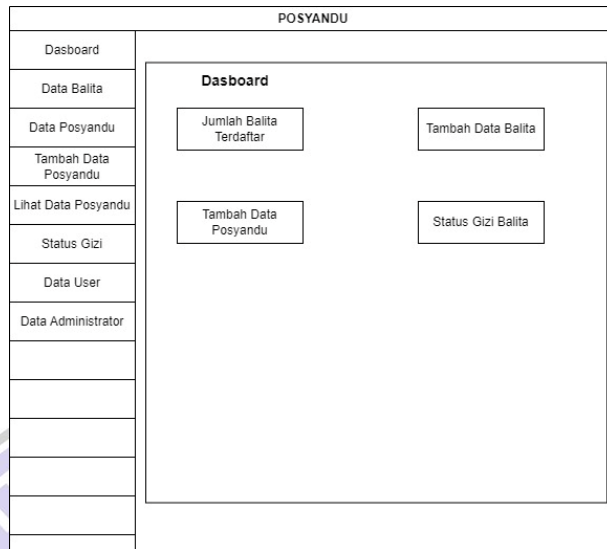 POSYANDU
Dasboard
Data Balita
Data Posyandu
Tambah Data
Posyandu
Lihat Data Posyandu
Status Gizi
Data User
Data Administrator
Dasboard
Jumlah Balita
Terdaftar
Tambah Data Balita
Tambah Data
Posyandu
Status Gizi Balita